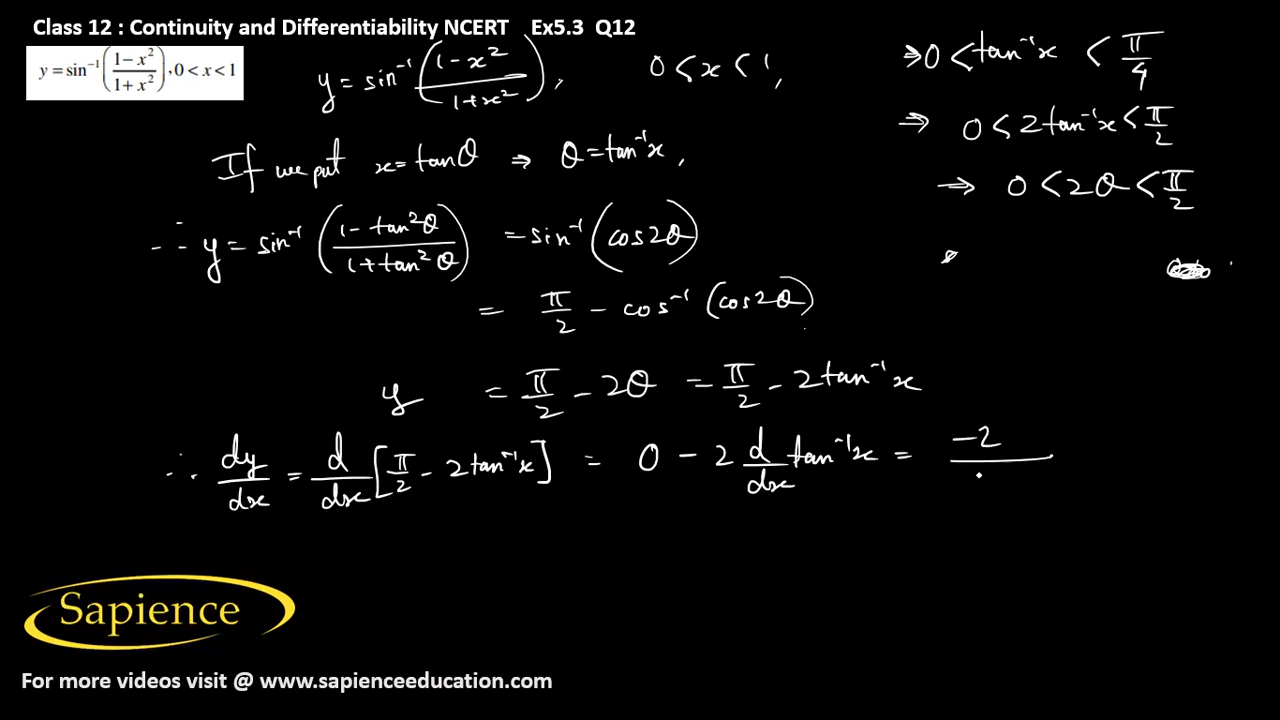 Class 12 : Continuity and Differentiability NCERT Ex5.3 Q12
y = sin⁻¹((1 − x²)/(1 + x²)), 0 < x < 1
y = sin⁻¹((1 − x²)/(1 + x²)), 0 < x < 1,
⇒ 0 < tan⁻¹x < π/4
⇒ 0 < 2tan⁻¹x < π/2
If we put x = tanθ ⇒ θ = tan⁻¹x,
⇒ 0 < 2θ < π/2
∴ y = sin⁻¹((1 − tan²θ)/(1 + tan²θ)) = sin⁻¹(cos2θ)
= π/2 − cos⁻¹(cos2θ)
y = π/2 − 2θ = π/2 − 2tan⁻¹x
∴ dy/dx = d/dx [π/2 − 2tan⁻¹x] = 0 − 2 d/dx tan⁻¹x = −2/
Sapience
For more videos visit @ www.sapienceeducation.com